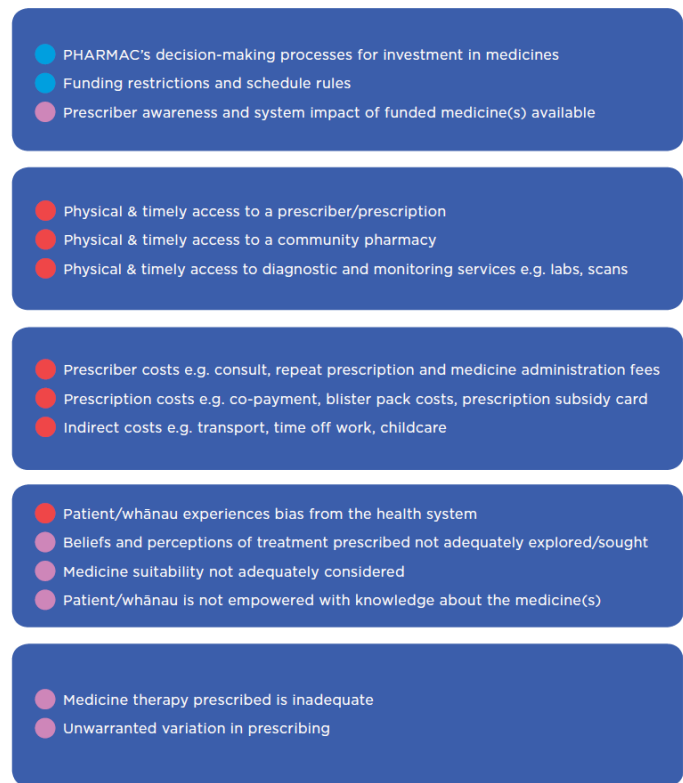 PHARMAC's decision-making processes for investment in medicines
Funding restrictions and schedule rules
Prescriber awareness and system impact of funded medicine(s) available
Physical & timely access to a prescriber/prescription
Physical & timely access to a community pharmacy
Physical & timely access to diagnostic and monitoring services e.g. labs, scans
Prescriber costs e.g. consult, repeat prescription and medicine administration fees
Prescription costs e.g. co-payment, blister pack costs, prescription subsidy card
Indirect costs e.g. transport, time off work, childcare
Patient/whānau experiences bias from the health system
Beliefs and perceptions of treatment prescribed not adequately explored/sought
Medicine suitability not adequately considered
Patient/whānau is not empowered with knowledge about the medicine(s)
Medicine therapy prescribed is inadequate
Unwarranted variation in prescribing